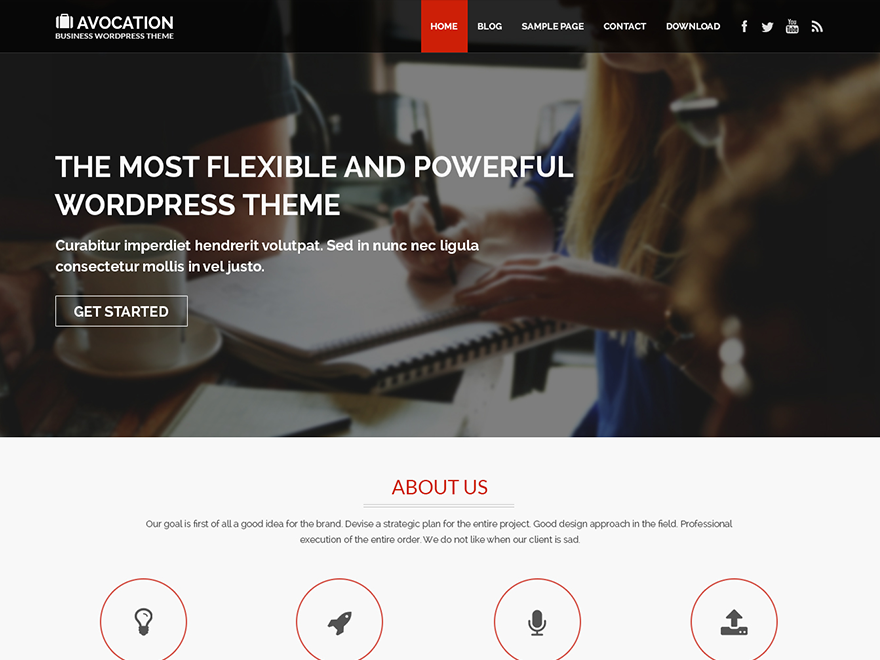 AVOCATION
BUSINESS WORDPRESS THEME
HOME BLOG SAMPLE PAGE CONTACT DOWNLOAD
You
Tube
THE MOST FLEXIBLE AND POWERFUL
WORDPRESS THEME
Curabitur imperdiet hendrerit volutpat. Sed in nunc nec ligula
consectetur mollis in vel justo.
GET STARTED
ABOUT US
Our goal is first of all a good idea for the brand. Devise a strategic plan for the entire project. Good design approach in the field. Professional
execution of the entire order. We do not like when our client is sad.